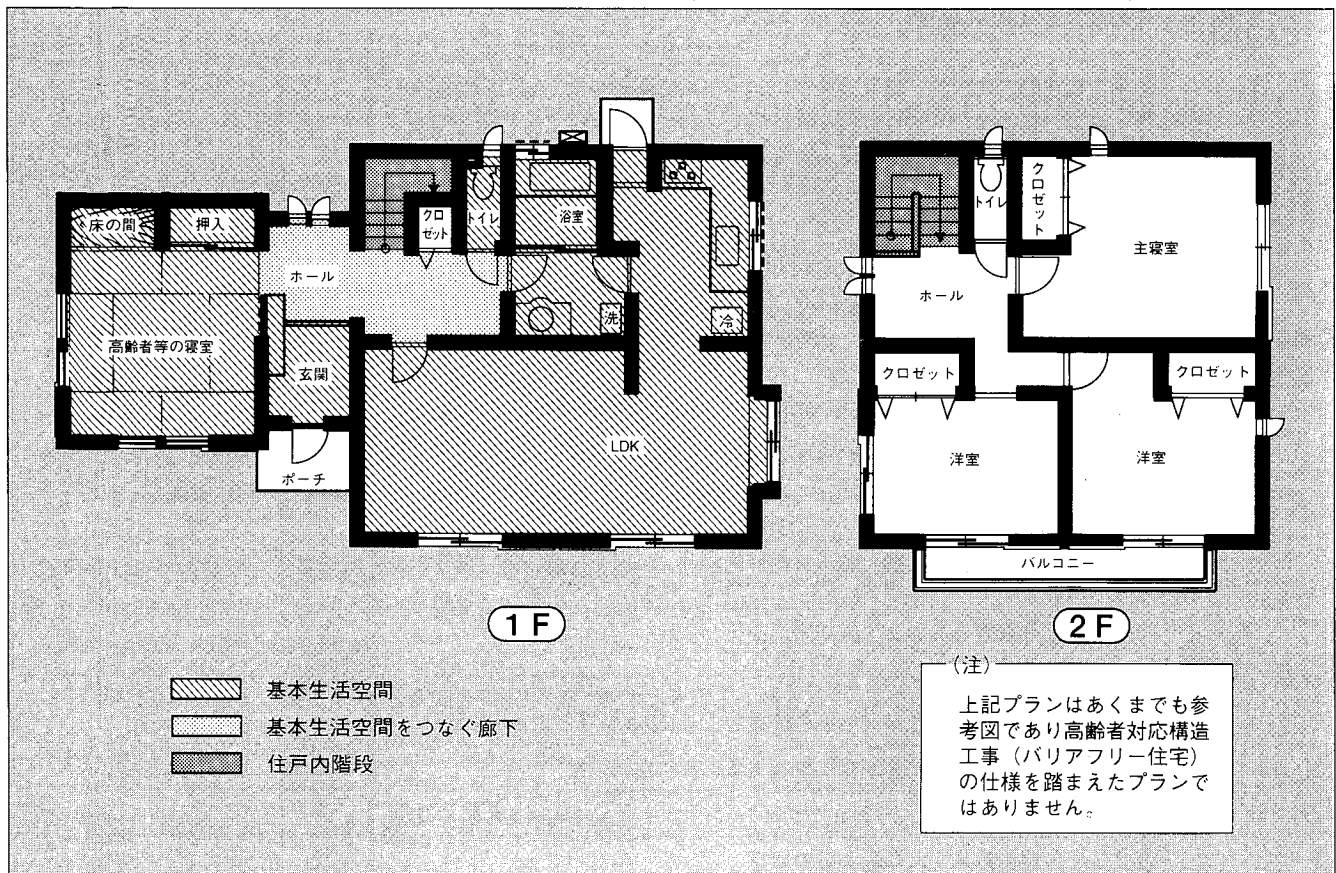 床の間
押入
ホール
高齢者等の寝室
玄関
ポーチ
クロゼット
トイレ
浴室
洗
冷
LDK
1F
クロゼット
トイレ
主寝室
ホール
クロゼット
クロゼット
洋室
洋室
バルコニー
2F
基本生活空間
基本生活空間をつなぐ廊下
住戸内階段
(注)
上記プランはあくまでも参
考図であり高齢者対応構造
工事(バリアフリー住宅)
の仕様を踏まえたプランで
はありません。